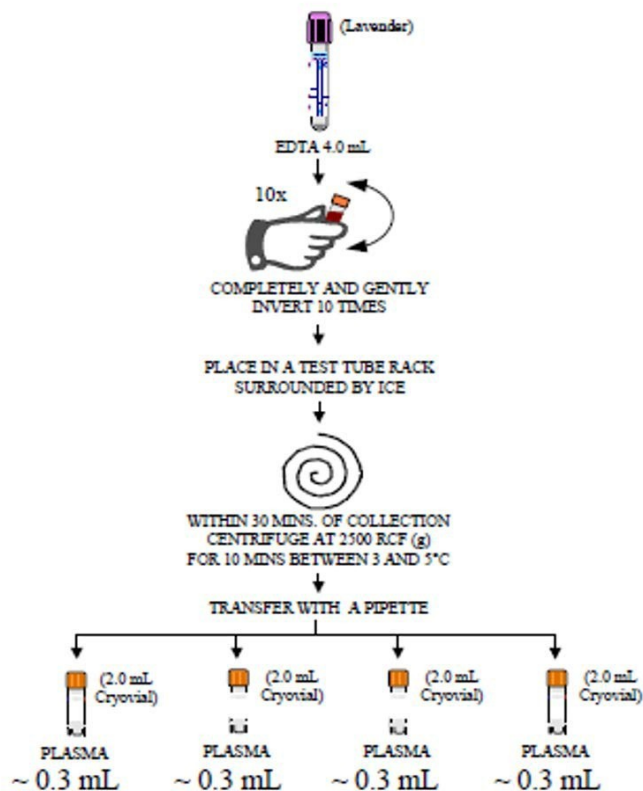 (Lavender)
EDTA 4.0 mL
10x
COMPLETELY AND GENTLY
INVERT 10 TIMES
PLACE IN A TEST TUBE RACK
SURROUNDED BY ICE
WITHIN 30 MINS. OF COLLECTION
CENTRIFUGE AT 2500 RCF (g)
FOR 10 MINS BETWEEN 3 AND 5°C
TRANSFER WITH A PIPETTE
(2.0 mL
Cryovial)
PLASMA
~ 0.3 mL
(2.0 mL
Cryovial)
PLASMA
~ 0.3 mL
(2.0 mL
Cryovial)
PLASMA
~ 0.3 mL
(2.0 mL
Cryovial)
PLASMA
~ 0.3 mL